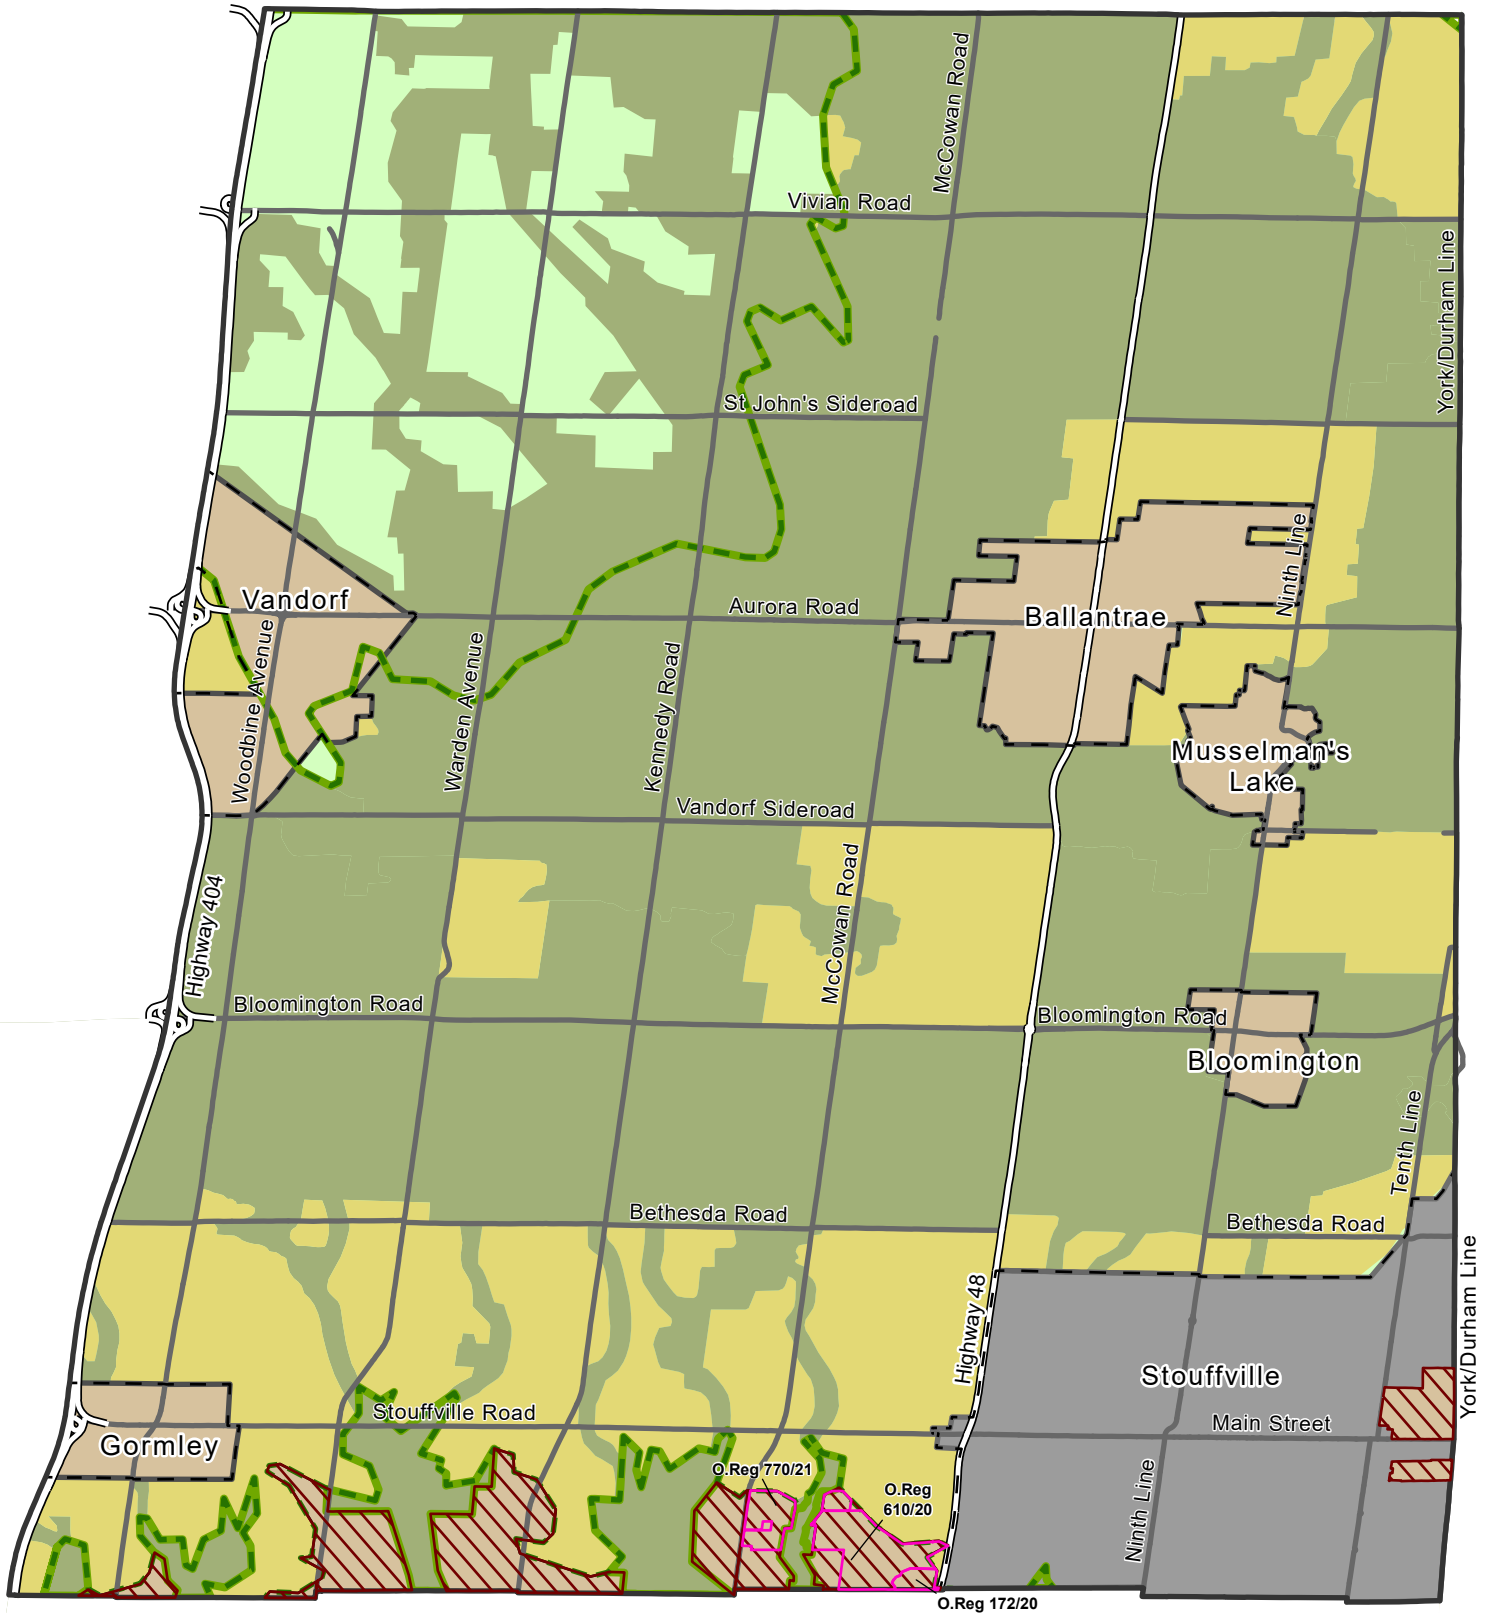 McCowan Road
Vivian Road
York/Durham Line
St John's Sideroad
Ninth Line
Vandorf
Aurora Road
Ballantrae
Woodbine Avenue
Warden Avenue
Kennedy Road
Musselman's
Lake
Vandorf Sideroad
McCowan Road
Highway 404
Bloomington Road
Bloomington Road
Bloomington
Tenth Line
Bethesda Road
Bethesda Road
York/Durham Line
Highway 48
Stouffville
Stouffville Road
Main Street
Gormley
O.Reg 770/21
O.Reg
610/20
Ninth Line
O.Reg 172/20